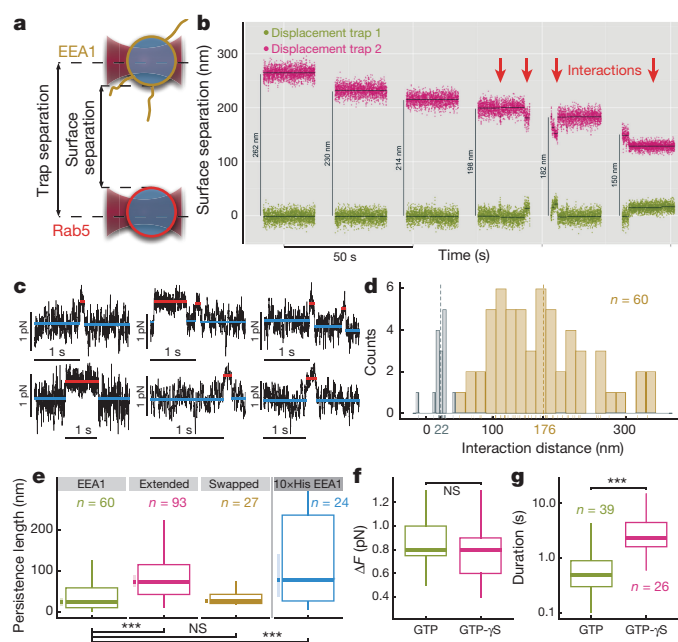 a
EEA1
Trap separation
Surface
separation
Rab5
b
Surface separation (nm)
300
200
100
0
Displacement trap 1
Displacement trap 2
Interactions
262 nm
230 nm
214 nm
198 nm
182 nm
150 nm
50 s
Time (s)
c
1 pN
1 s
1 pN
1 s
1 pN
1 s
1 pN
1 s
1 pN
1 s
1 pN
1 s
d
n = 60
Counts
6
4
2
0
0 22 100 176 300
Interaction distance (nm)
e
EEA1 Extended Swapped 10×His EEA1
n = 60 n = 93 n = 27 n = 24
Persistence length (nm)
200
100
0
*** NS ***
f
NS
ΔF (pN)
1.2
1.0
0.8
0.6
0.4
GTP GTP-γS
g
***
n = 39
n = 26
Duration (s)
10
1.0
0.1
GTP GTP-γS